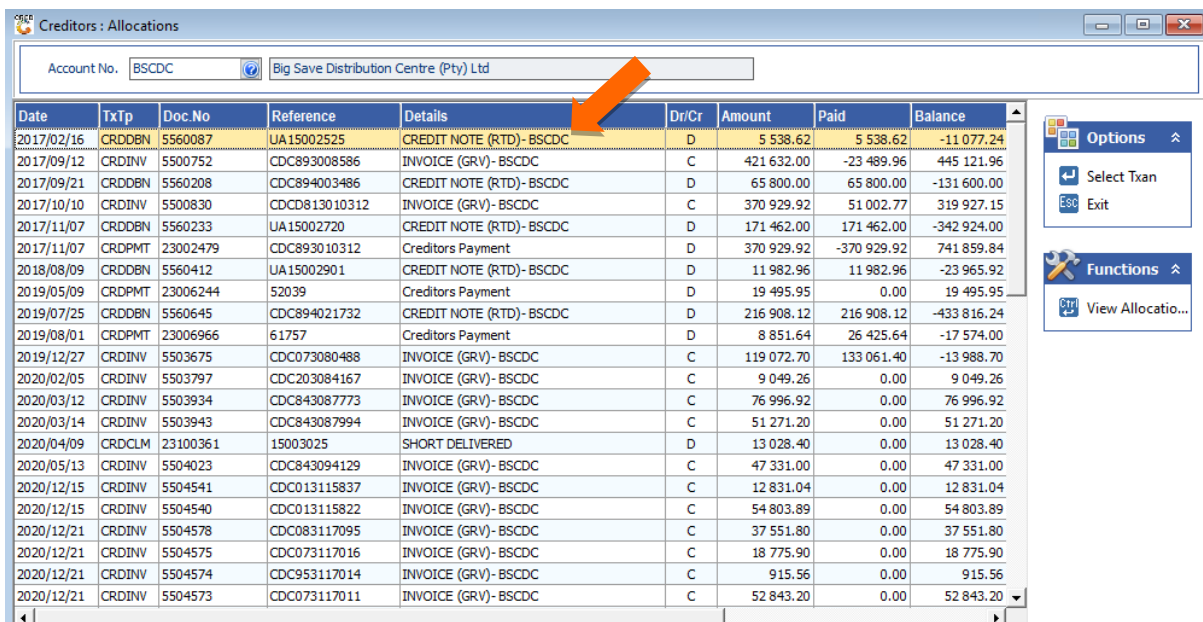 Creditors : Allocations
Account No. BSCDC Big Save Distribution Centre (Pty) Ltd
Date TxTp Doc.No Reference Details Dr/Cr Amount Paid Balance
2017/02/16 CRDDBN 5560087 UA15002525 CREDIT NOTE (RTD)- BSCDC D 5 538.62 5 538.62 -11 077.24
2017/09/12 CRDINV 5500752 CDC893008586 INVOICE (GRV)- BSCDC C 421 632.00 -23 489.96 445 121.96
2017/09/21 CRDDBN 5560208 CDC894003486 CREDIT NOTE (RTD)- BSCDC D 65 800.00 65 800.00 -131 600.00
2017/10/10 CRDINV 5500830 CDCD813010312 INVOICE (GRV)- BSCDC C 370 929.92 51 002.77 319 927.15
2017/11/07 CRDDBN 5560233 UA15002720 CREDIT NOTE (RTD)- BSCDC D 171 462.00 171 462.00 -342 924.00
2017/11/07 CRDPMT 23002479 CDC893010312 Creditors Payment D 370 929.92 -370 929.92 741 859.84
2018/08/09 CRDDBN 5560412 UA15002901 CREDIT NOTE (RTD)- BSCDC D 11 982.96 11 982.96 -23 965.92
2019/05/09 CRDPMT 23006244 52039 Creditors Payment D 19 495.95 0.00 19 495.95
2019/07/25 CRDDBN 5560645 CDC894021732 CREDIT NOTE (RTD)- BSCDC D 216 908.12 216 908.12 -433 816.24
2019/08/01 CRDPMT 23006966 61757 Creditors Payment D 8 851.64 26 425.64 -17 574.00
2019/12/27 CRDINV 5503675 CDC073080488 INVOICE (GRV)- BSCDC C 119 072.70 133 061.40 -13 988.70
2020/02/05 CRDINV 5503797 CDC203084167 INVOICE (GRV)- BSCDC C 9 049.26 0.00 9 049.26
2020/03/12 CRDINV 5503934 CDC843087773 INVOICE (GRV)- BSCDC C 76 996.92 0.00 76 996.92
2020/03/14 CRDINV 5503943 CDC843087994 INVOICE (GRV)- BSCDC C 51 271.20 0.00 51 271.20
2020/04/09 CRDCLM 23100361 15003025 SHORT DELIVERED D 13 028.40 0.00 13 028.40
2020/05/13 CRDINV 5504023 CDC843094129 INVOICE (GRV)- BSCDC C 47 331.00 0.00 47 331.00
2020/12/15 CRDINV 5504541 CDC013115837 INVOICE (GRV)- BSCDC C 12 831.04 0.00 12 831.04
2020/12/15 CRDINV 5504540 CDC013115822 INVOICE (GRV)- BSCDC C 54 803.89 0.00 54 803.89
2020/12/21 CRDINV 5504578 CDC083117095 INVOICE (GRV)- BSCDC C 37 551.80 0.00 37 551.80
2020/12/21 CRDINV 5504575 CDC073117016 INVOICE (GRV)- BSCDC C 18 775.90 0.00 18 775.90
2020/12/21 CRDINV 5504574 CDC953117014 INVOICE (GRV)- BSCDC C 915.56 0.00 915.56
2020/12/21 CRDINV 5504573 CDC073117011 INVOICE (GRV)- BSCDC C 52 843.20 0.00 52 843.20
Options
Select Txan
Esc Exit
Functions
Ctrl View Allocatio...